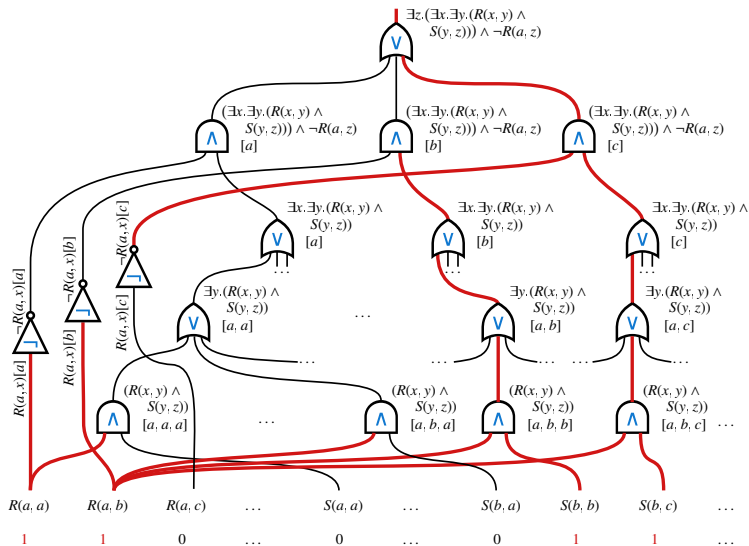 ∃z.(∃x.∃y.(R(x, y) ∧
S(y, z))) ∧ ¬R(a, z)
∨
(∃x.∃y.(R(x, y) ∧
S(y, z))) ∧ ¬R(a, z)
[a]
∧
(∃x.∃y.(R(x, y) ∧
S(y, z))) ∧ ¬R(a, z)
[b]
∧
(∃x.∃y.(R(x, y) ∧
S(y, z))) ∧ ¬R(a, z)
[c]
∧
∃x.∃y.(R(x, y) ∧
S(y, z))
[a]
∨
...
∃x.∃y.(R(x, y) ∧
S(y, z))
[b]
∨
...
∃x.∃y.(R(x, y) ∧
S(y, z))
[c]
∨
...
¬R(a, x)[a]
¬
R(a, x)[a]
¬R(a, x)[b]
¬
R(a, x)[b]
¬R(a, x)[c]
¬
R(a, x)[c]
∃y.(R(x, y) ∧
S(y, z))
[a, a]
∨
...
∃y.(R(x, y) ∧
S(y, z))
[a, b]
∨
∃y.(R(x, y) ∧
S(y, z))
[a, c]
∨
... ... ... ... ...
(R(x, y) ∧
S(y, z))
[a, a, a]
∧
...
(R(x, y) ∧
S(y, z))
[a, b, a]
∧
(R(x, y) ∧
S(y, z))
[a, b, b]
∧
(R(x, y) ∧
S(y, z))
[a, b, c]
∧
...
R(a, a) R(a, b) R(a, c) ... S(a, a) ... S(b, a) S(b, b) S(b, c) ...
1 1 0 ... 0 ... 0 1 1 ...